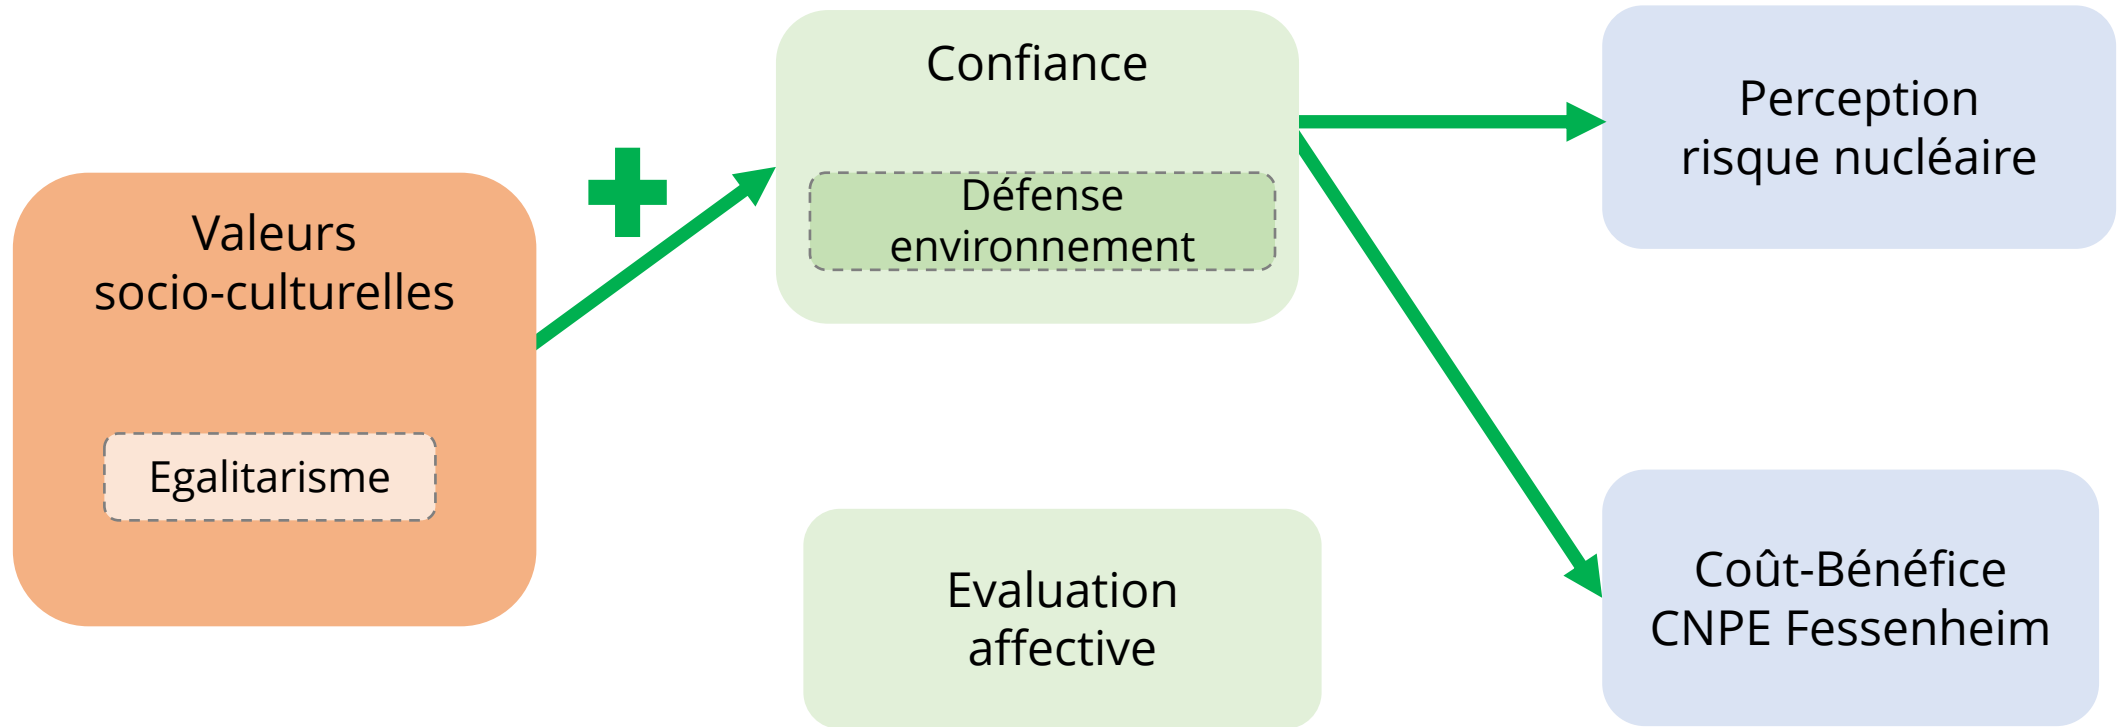 Valeurs
socio-culturelles
Egalitarisme
Confiance
Défense
environnement
Evaluation
affective
Perception
risque nucléaire
Coût-Bénéfice
CNPE Fessenheim